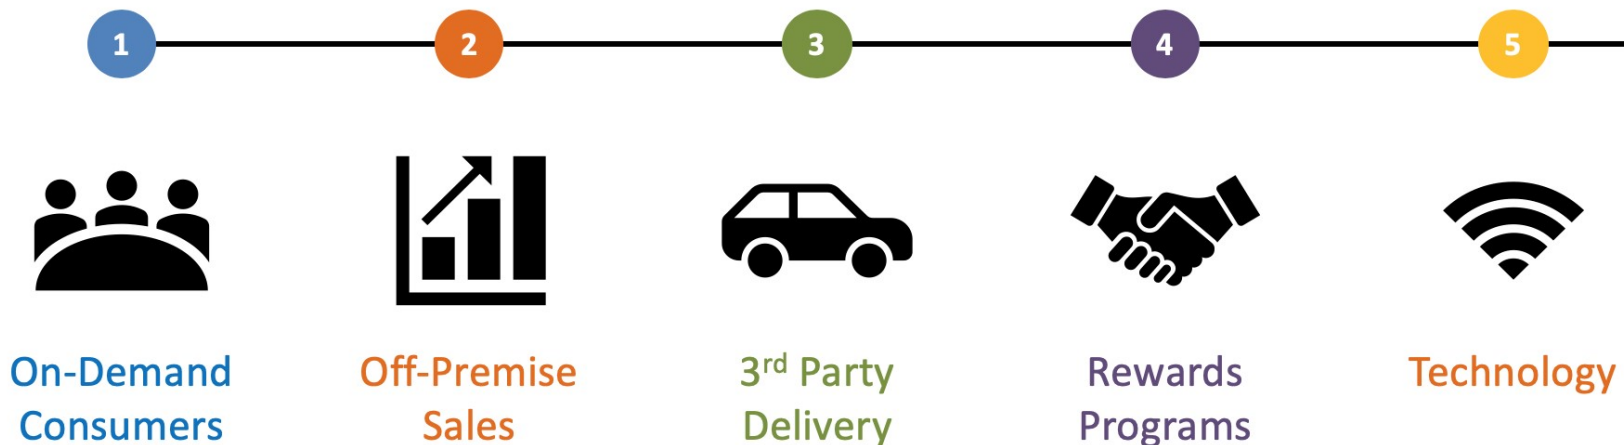 1 2 3 4 5
On-Demand Consumers
Off-Premise Sales
3rd Party Delivery
Rewards Programs
Technology